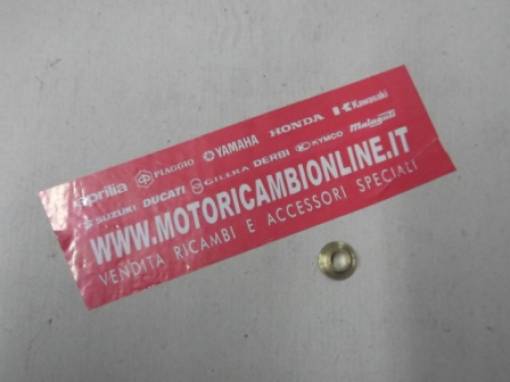 aprilia PIAGGIO YAMAHA HONDA Kawasaki
SUZUKI DUCATI GILERA DERBI KYMCO Malaguti
WWW.MOTORICAMBIONLINE.IT
VENDITA RICAMBI E ACCESSORI SPECIALI